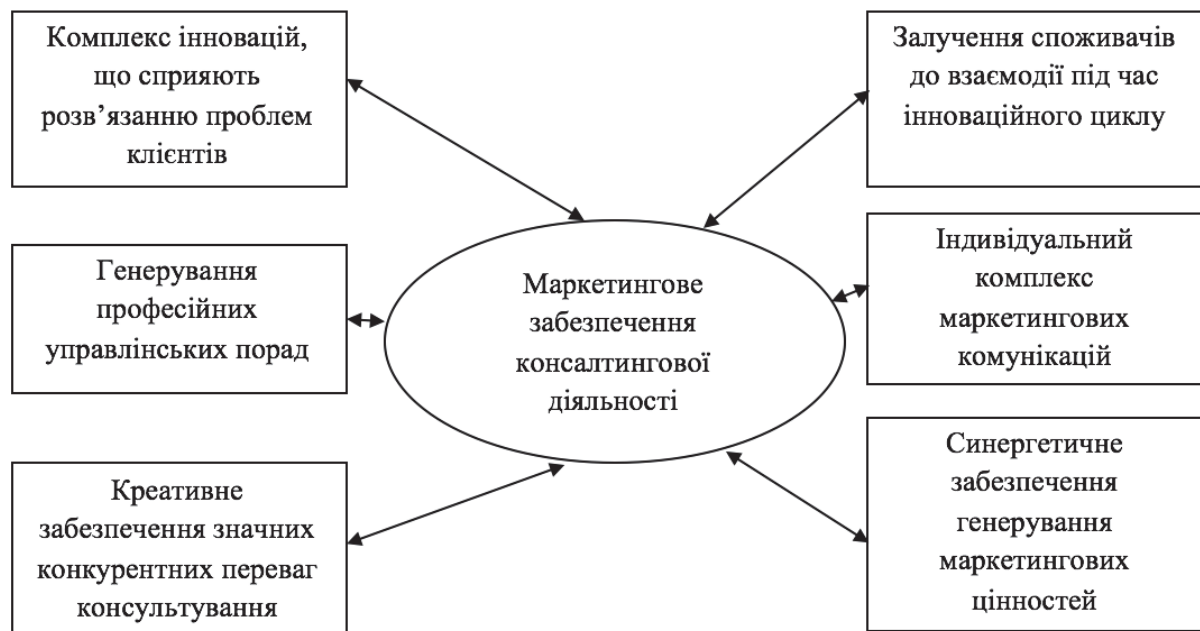 Комплекс інновацій,
що сприяють
розв’язанню проблем
клієнтів
Залучення споживачів
до взаємодії під час
інноваційного циклу
Генерування
професійних
управлінських порад
Маркетингове
забезпечення
консалтингової
діяльності
Індивідуальний
комплекс
маркетингових
комунікацій
Креативне
забезпечення значних
конкурентних переваг
консультування
Синергетичне
забезпечення
генерування
маркетингових
цінностей